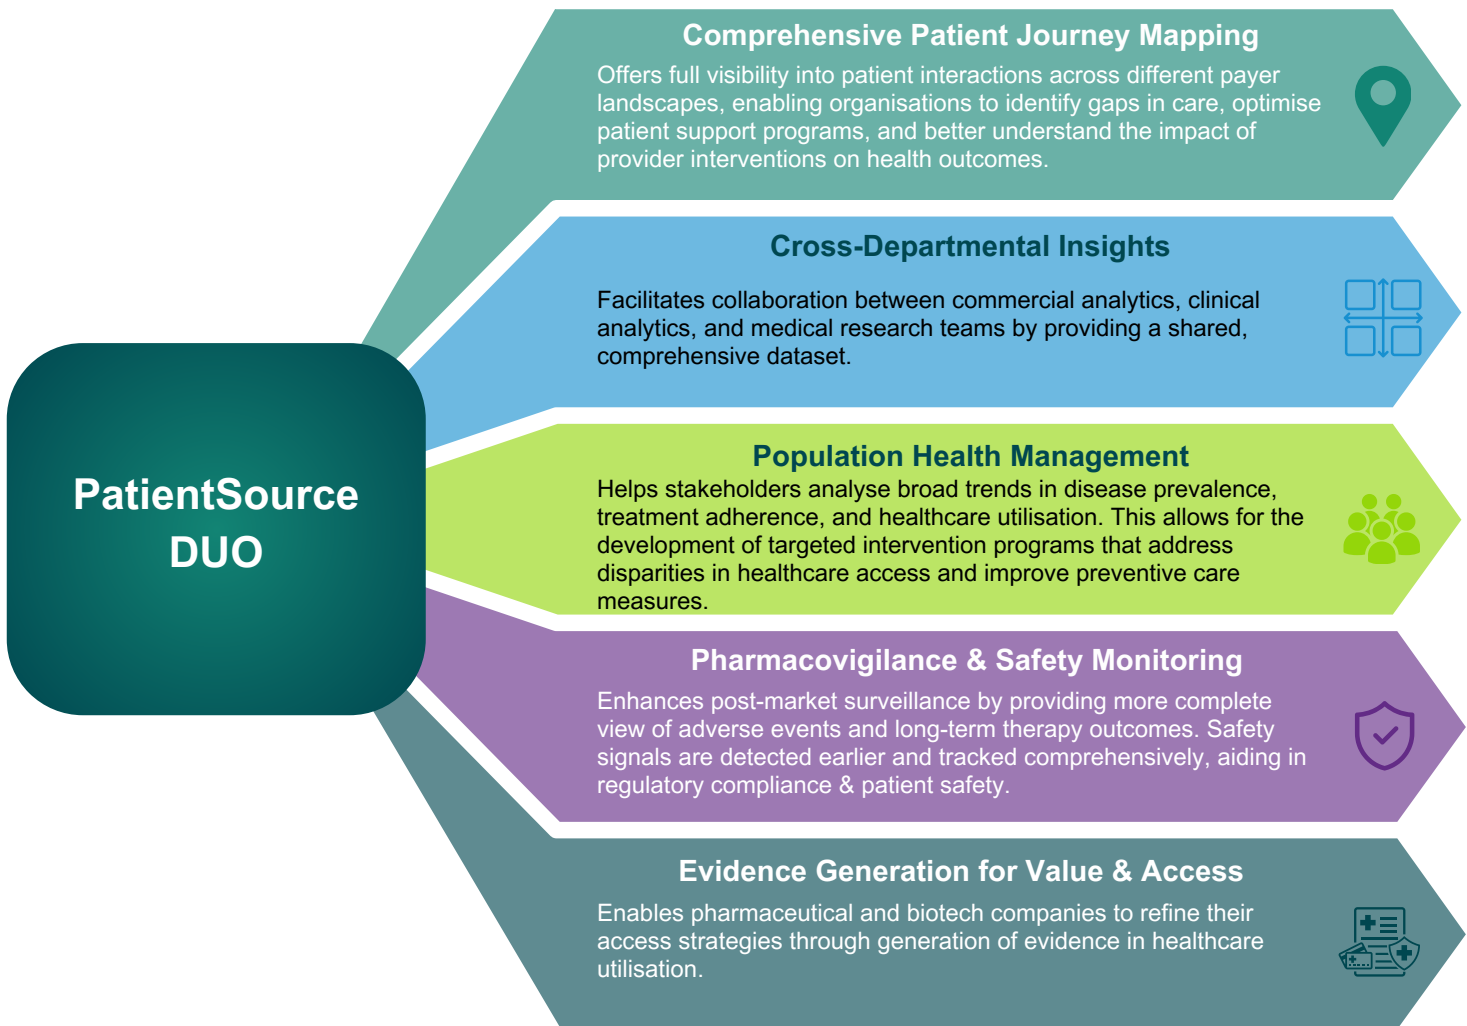 Comprehensive Patient Journey Mapping
Offers full visibility into patient interactions across different payer
landscapes, enabling organisations to identify gaps in care, optimise
patient support programs, and better understand the impact of
provider interventions on health outcomes.
Cross-Departmental Insights
Facilitates collaboration between commercial analytics, clinical
analytics, and medical research teams by providing a shared,
comprehensive dataset.
PatientSource
DUO
Population Health Management
Helps stakeholders analyse broad trends in disease prevalence,
treatment adherence, and healthcare utilisation. This allows for the
development of targeted intervention programs that address
disparities in healthcare access and improve preventive care
measures.
Pharmacovigilance & Safety Monitoring
Enhances post-market surveillance by providing more complete
view of adverse events and long-term therapy outcomes. Safety
signals are detected earlier and tracked comprehensively, aiding in
regulatory compliance & patient safety.
Evidence Generation for Value & Access
Enables pharmaceutical and biotech companies to refine their
access strategies through generation of evidence in healthcare
utilisation.